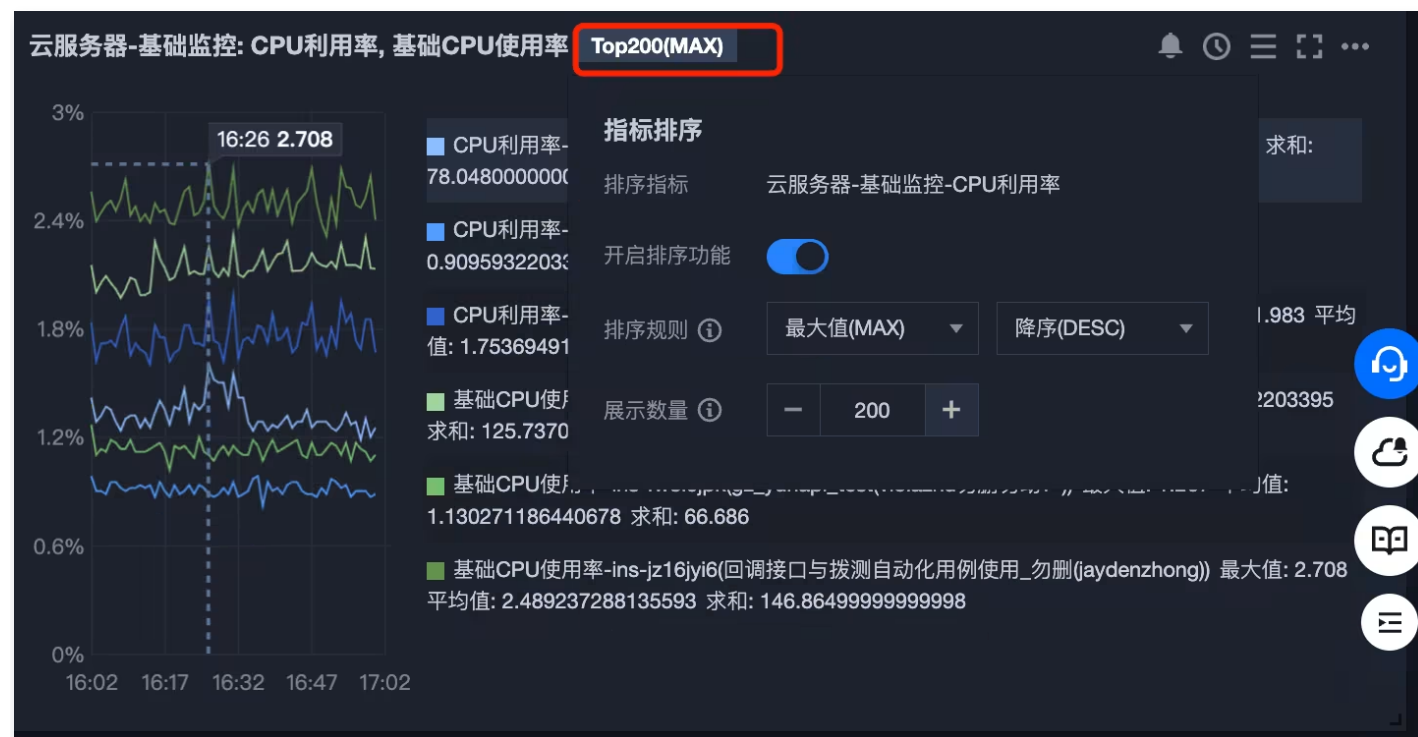 云服务器-基础监控: CPU利用率, 基础CPU使用率 Top200(MAX)
3%
2.4%
1.8%
1.2%
0.6%
0%
16:02 16:17 16:32 16:47 17:02
16:26 2.708
CPU利用率- 求和:
78.0480000000
CPU利用率-
0.90959322033
CPU利用率- 1.983 平均
值: 1.75369491
基础CPU使 2203395
求和: 125.7370
基础CPU使用
1.130271186440678 求和: 66.686
基础CPU使用率-ins-jz16jyi6(回调接口与拨测自动化用例使用_勿删(jaydenzhong)) 最大值: 2.708
平均值: 2.489237288135593 求和: 146.86499999999998
指标排序
排序指标 云服务器-基础监控-CPU利用率
开启排序功能
排序规则 最大值(MAX) 降序(DESC)
展示数量 − 200 +